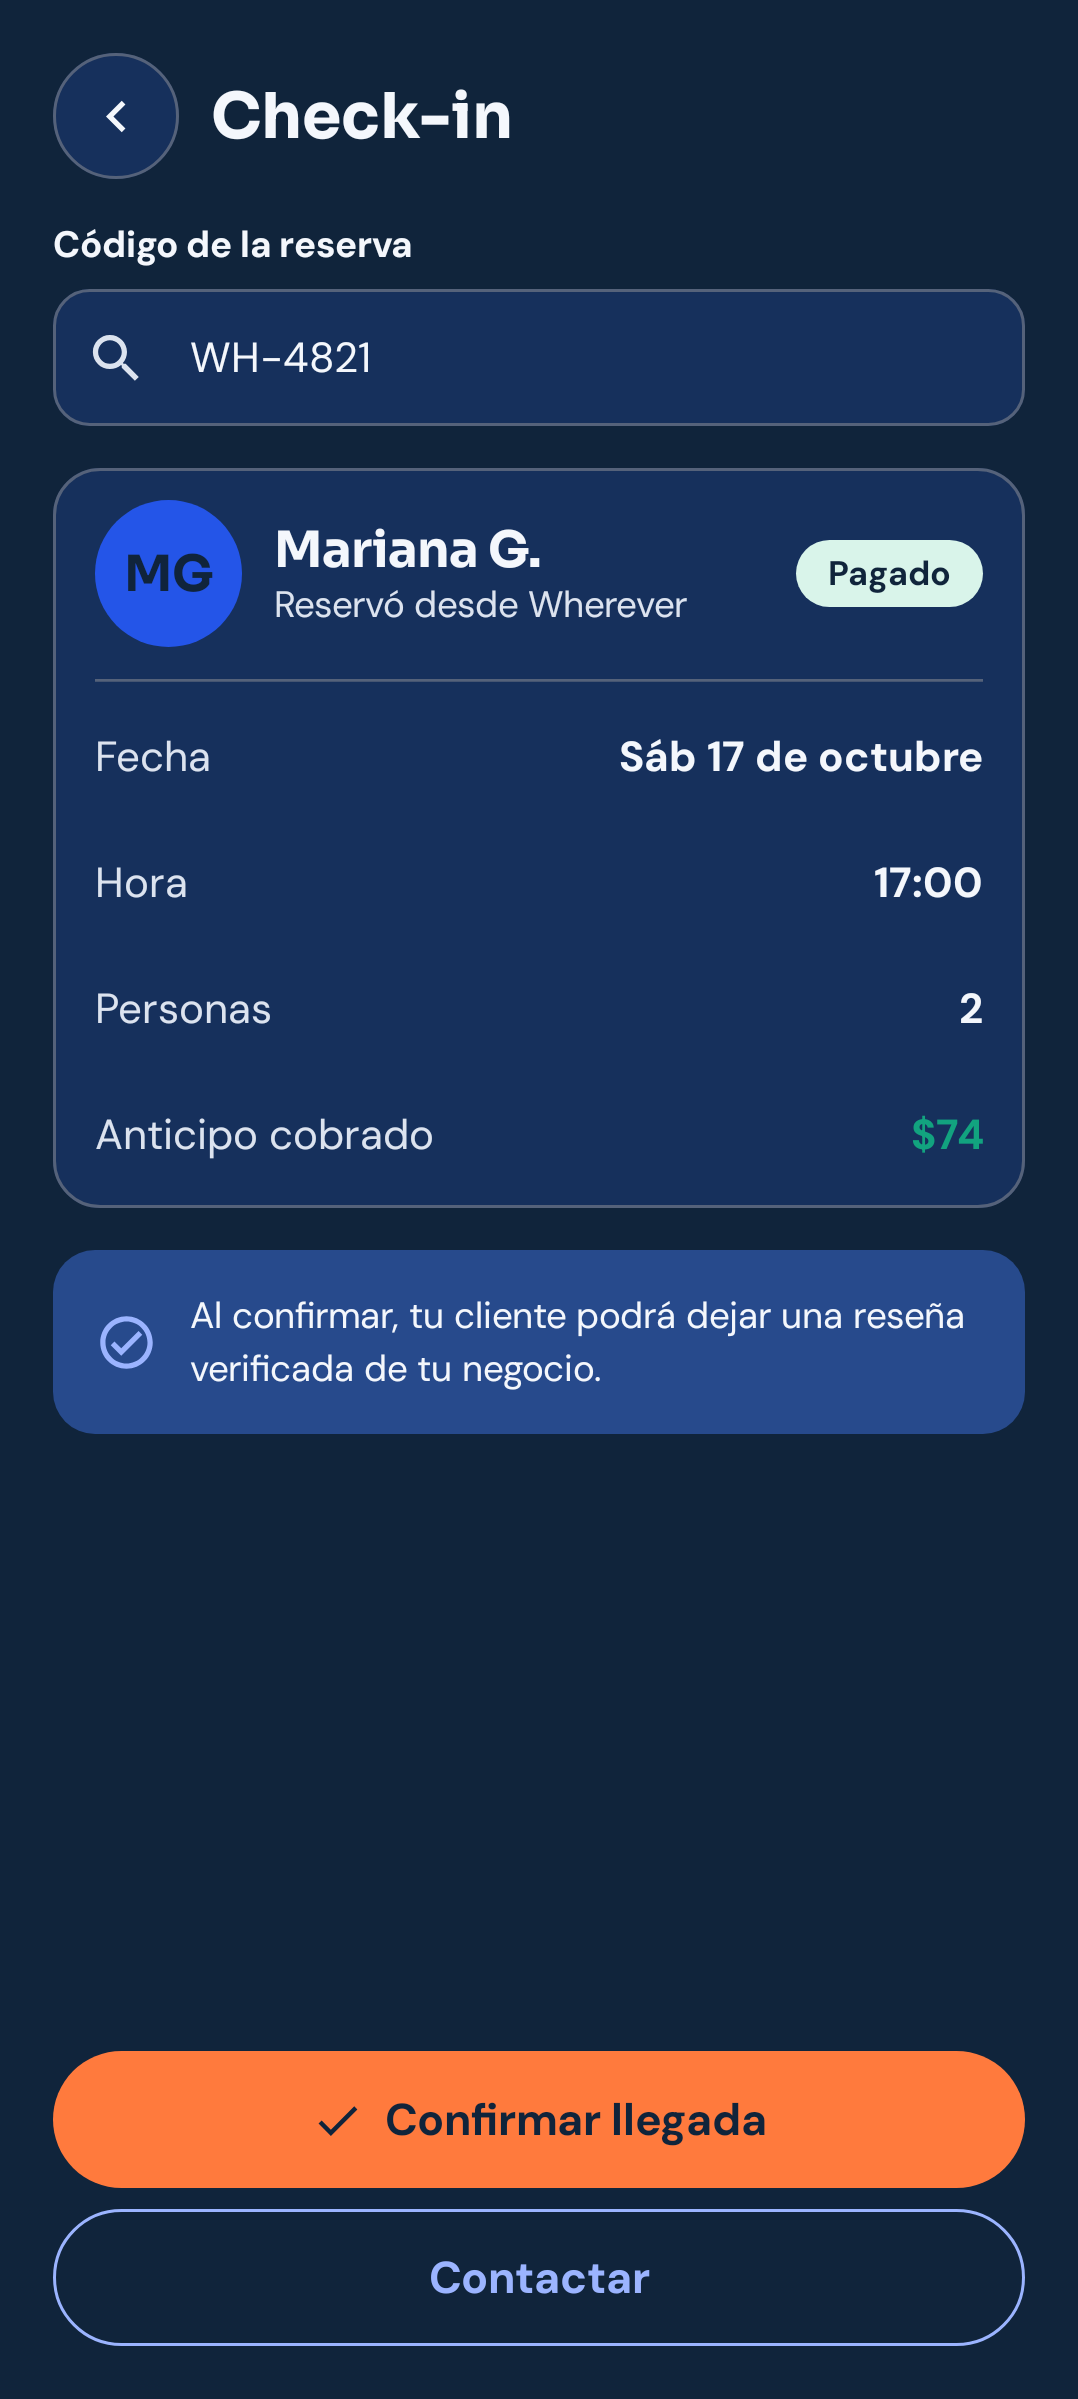 Check-in
Código de la reserva
WH-4821
MG
Mariana G.
Reservó desde Wherever
Pagado
Fecha
Sáb 17 de octubre
Hora
17:00
Personas
2
Anticipo cobrado
$74
Al confirmar, tu cliente podrá dejar una reseña
verificada de tu negocio.
Confirmar llegada
Contactar